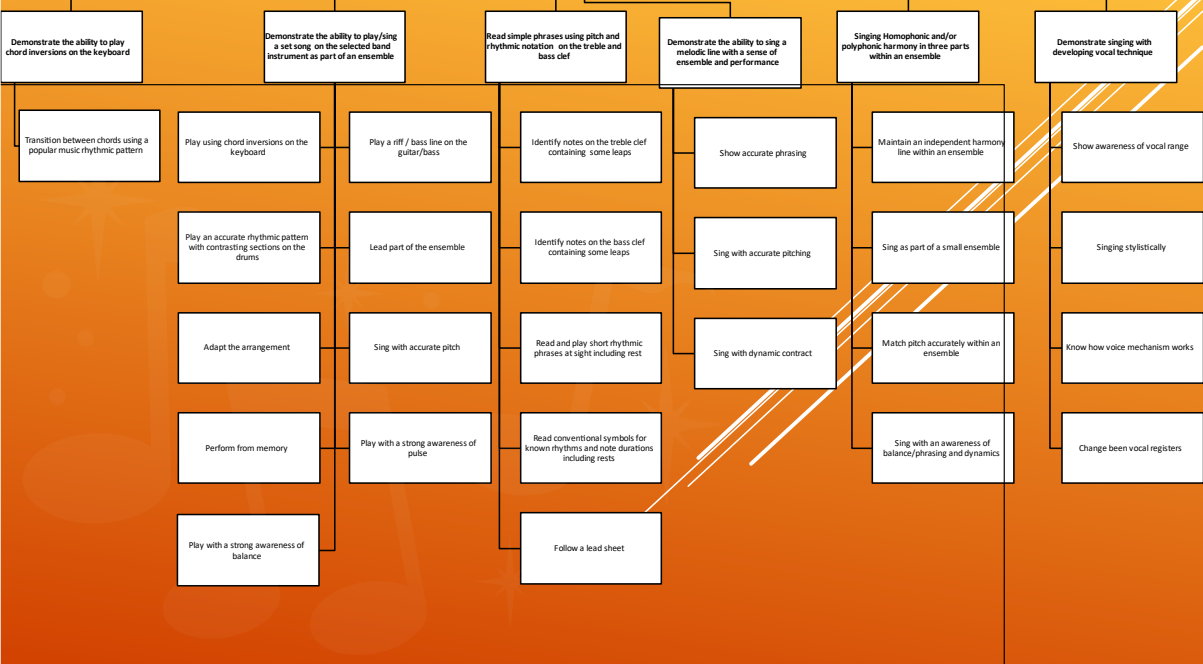 Demonstrate the ability to play
chord inversions on the keyboard
Transition between chords using a
popular music rhythmic pattern
Demonstrate the ability to play/sing
a set song on the selected band
instrument as part of an ensemble
Play using chord inversions on the
keyboard
Play a riff / bass line on the
guitar/bass
Play an accurate rhythmic pattern
with contrasting sections on the
drums
Lead part of the ensemble
Adapt the arrangement
Sing with accurate pitch
Perform from memory
Play with a strong awareness of
pulse
Play with a strong awareness of
balance
Read simple phrases using pitch and
rhythmic notation on the treble and
bass clef
Identify notes on the treble clef
containing some leaps
Identify notes on the bass clef
containing some leaps
Read and play short rhythmic
phrases at sight including rest
Read conventional symbols for
known rhythms and note durations
including rests
Follow a lead sheet
Demonstrate the ability to sing a
melodic line with a sense of
ensemble and performance
Show accurate phrasing
Sing with accurate pitching
Sing with dynamic contract
Singing Homophonic and/or
polyphonic harmony in three parts
within an ensemble
Maintain an independent harmony
line within an ensemble
Sing as part of a small ensemble
Match pitch accurately within an
ensemble
Sing with an awareness of
balance/phrasing and dynamics
Demonstrate singing with
developing vocal technique
Show awareness of vocal range
Singing stylistically
Know how voice mechanism works
Change been vocal registers